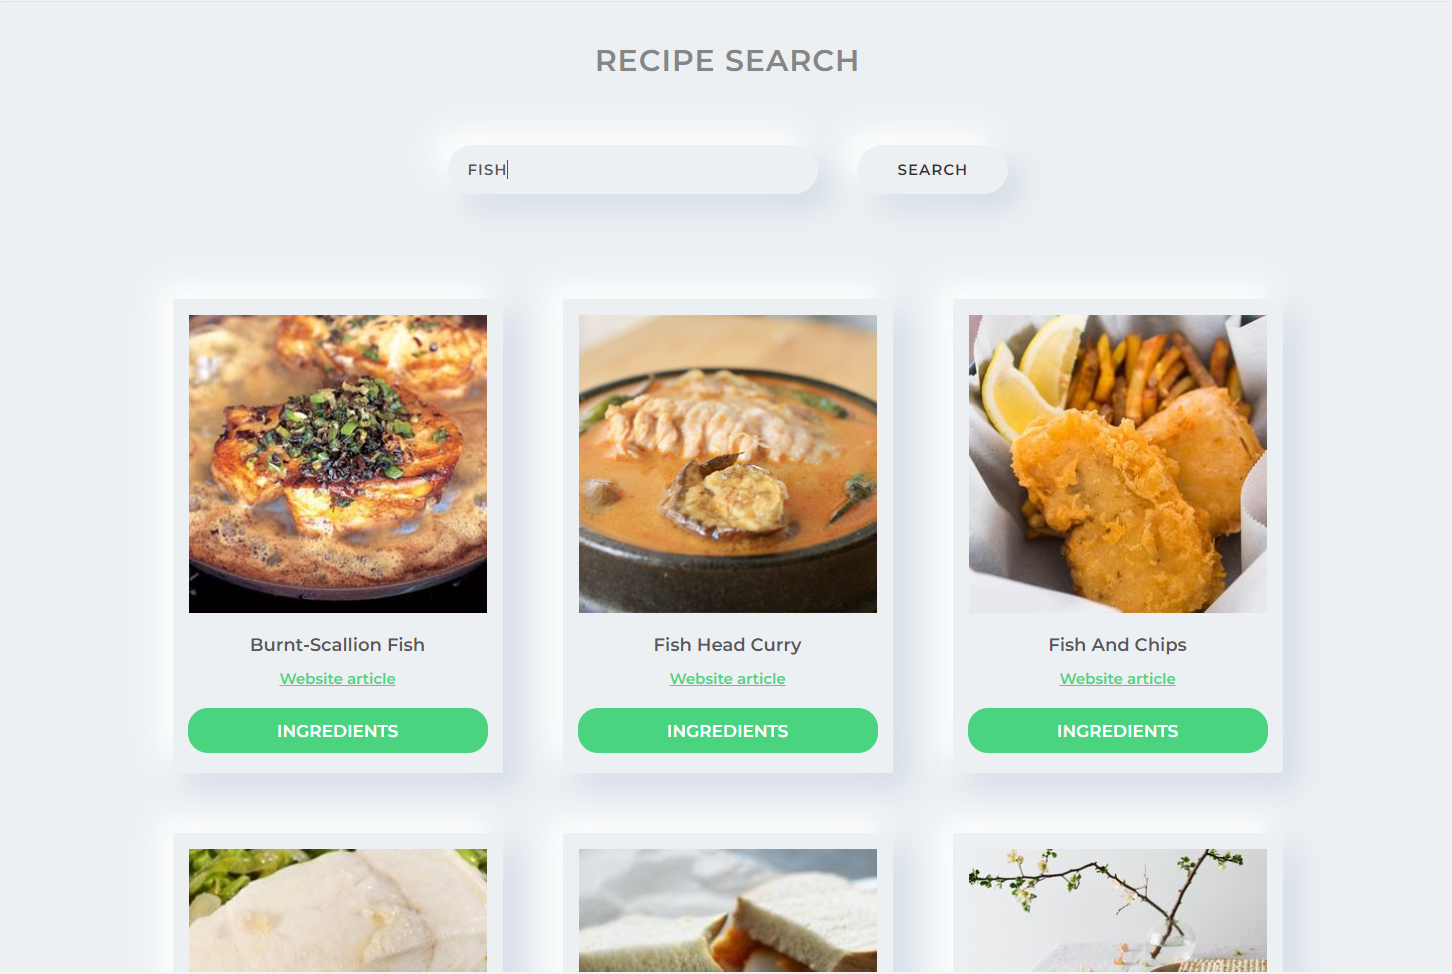 RECIPE SEARCH
FISH
SEARCH
Burnt-Scallion Fish
Website article
INGREDIENTS
Fish Head Curry
Website article
INGREDIENTS
Fish And Chips
Website article
INGREDIENTS